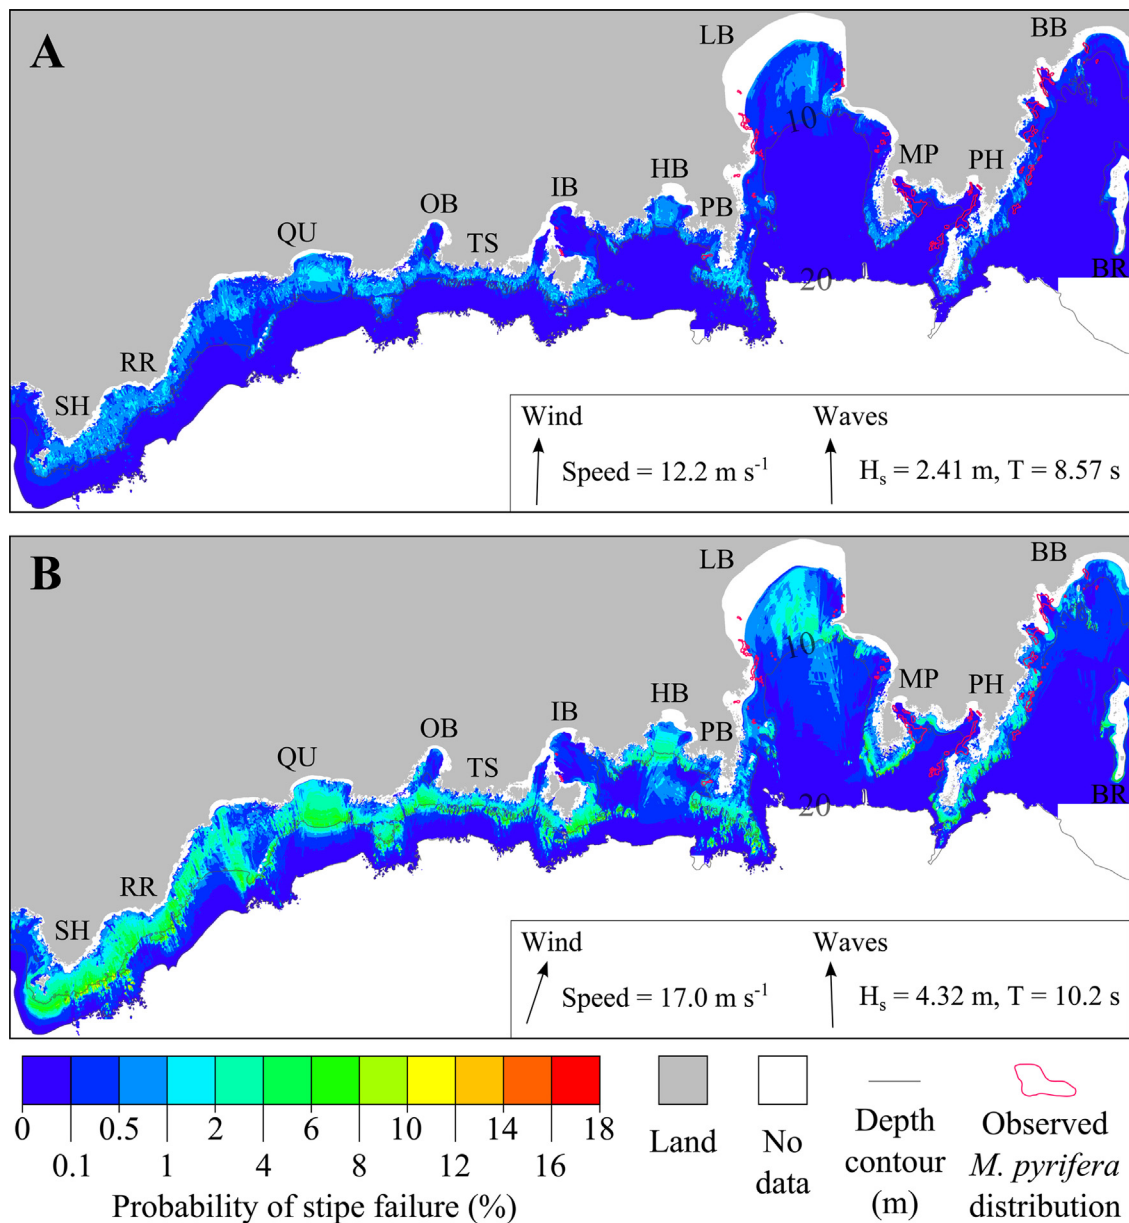 A
LB
BB
10
MP
PH
HB
IB
PB
OB
QU
TS
BR
20
RR
SH
Wind
Waves
Speed = 12.2 m s⁻¹
Hₛ = 2.41 m, T = 8.57 s
B
LB
BB
10
MP
PH
HB
IB
PB
OB
QU
TS
BR
20
RR
SH
Wind
Waves
Speed = 17.0 m s⁻¹
Hₛ = 4.32 m, T = 10.2 s
0 0.5 2 6 10 14 18
0.1 1 4 8 12 16
Probability of stipe failure (%)
Land
No
data
Depth
contour
(m)
Observed
M. pyrifera
distribution